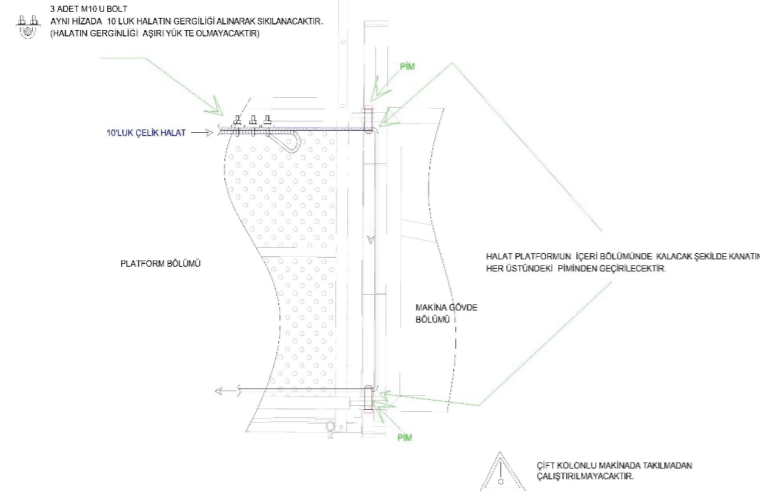 3 ADET M10 U BOLT
AYNI HİZADA 10 LUK HALATIN GERGİLİĞİ ALINARAK SIKILANACAKTIR.
(HALATIN GERGİNLİĞİ AŞIRI YÜK TE OLMAYACAKTIR)
PİM
10'LUK ÇELİK HALAT
HALAT PLATFORMUN İÇERİ BÖLÜMÜNDE KALACAK ŞEKİLDE KANATIN
HER ÜSTÜNDEKİ PİMİNDEN GEÇİRİLECEKTİR.
PLATFORM BÖLÜMÜ
MAKİNA GÖVDE
BÖLÜMÜ
PİM
ÇİFT KOLONLU MAKİNADA TAKILMADAN
ÇALIŞTIRILMAYACAKTIR.